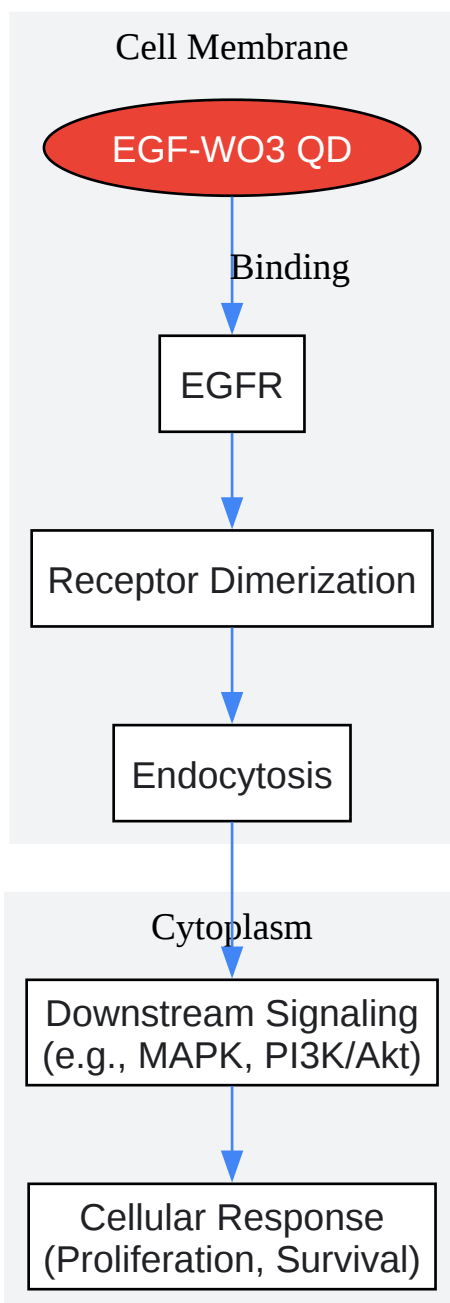 Cell Membrane
EGF-WO3 QD
Binding
EGFR
Receptor Dimerization
Endocytosis
Cytoplasm
Downstream Signaling
(e.g., MAPK, PI3K/Akt)
Cellular Response
(Proliferation, Survival)